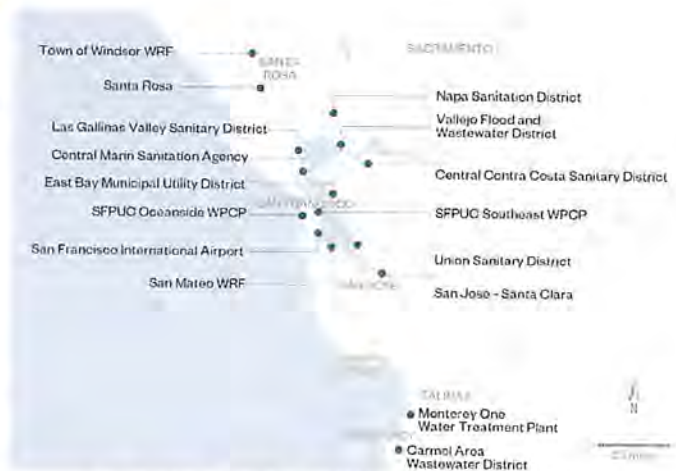 Town of Windsor WRF
SACRAMENTO
SANTA
ROSA
Santa Rosa
Napa Sanitation District
Las Gallinas Valley Sanitary District
Vallejo Flood and
Wastewater District
Central Marin Sanitation Agency
Central Contra Costa Sanitary District
East Bay Municipal Utility District
SAN FRANCISCO
SFPUC Oceanside WPCP
SFPUC Southeast WPCP
San Francisco International Airport
Union Sanitary District
San Mateo WRF
SAN JOSE
San Jose - Santa Clara
N
Monterey One
Water Treatment Plant
Carmel Area
Wastewater District